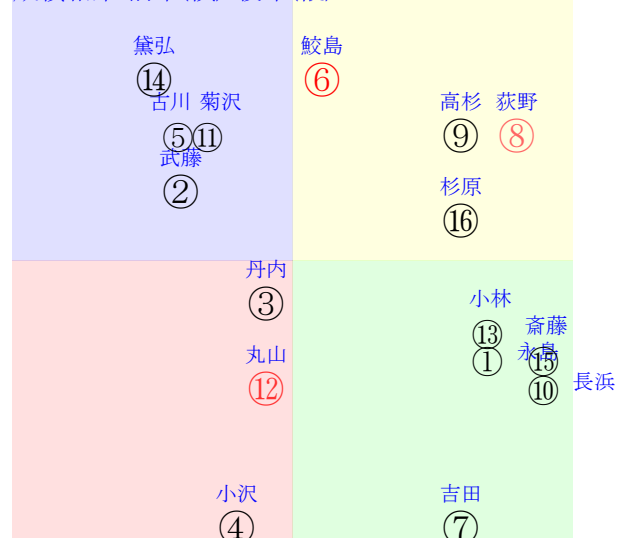 黛弘
鮫島
⑭
⑥
古川 菊沢
高杉 荻野
⑤⑪
⑨
⑧
武藤
②
杉原
⑯
丹内
③
小林
⑬
斎藤
丸山
①
永島
⑮
⑫
⑩
長浜
小沢
④
吉田
⑦